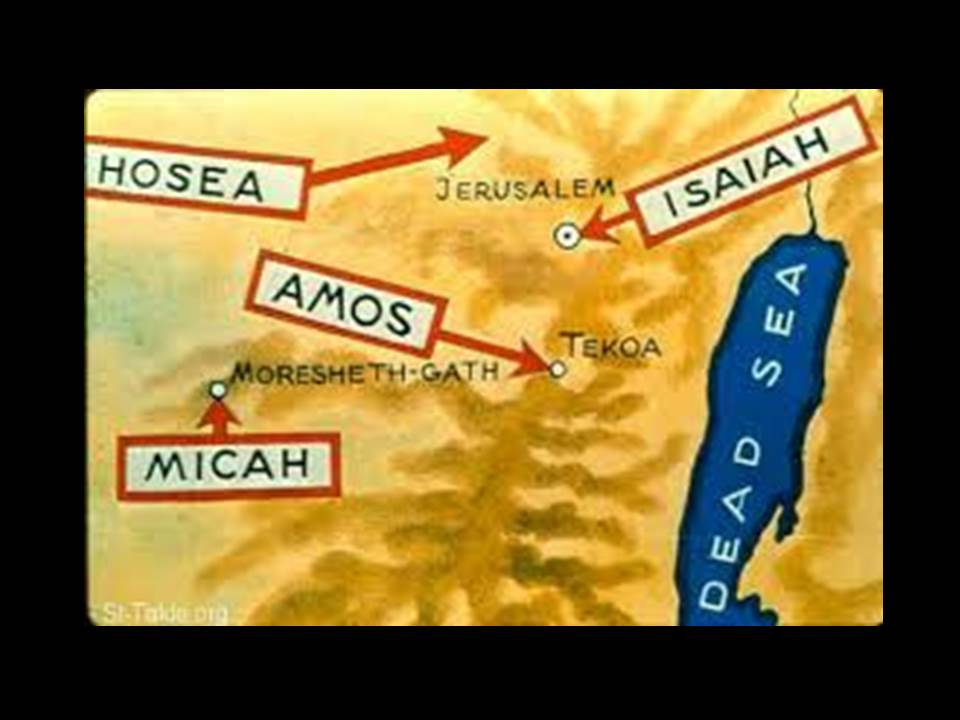 HOSEA
ISAIAH
JERUSALEM
AMOS
TEKOA
MORESHETH-GATH
MICAH
DEAD SEA
St-Takla.org